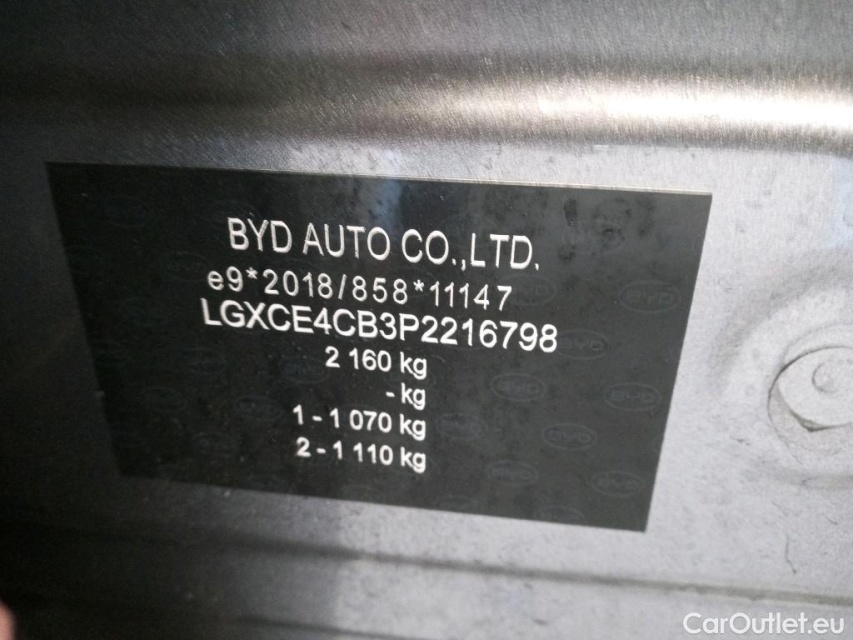 BYD AUTO CO.,LTD.
e9*2018/858*11147
LGXCE4CB3P2216798
2 160 kg
- kg
1 - 1 070 kg
2 - 1 110 kg
CarOutlet.eu